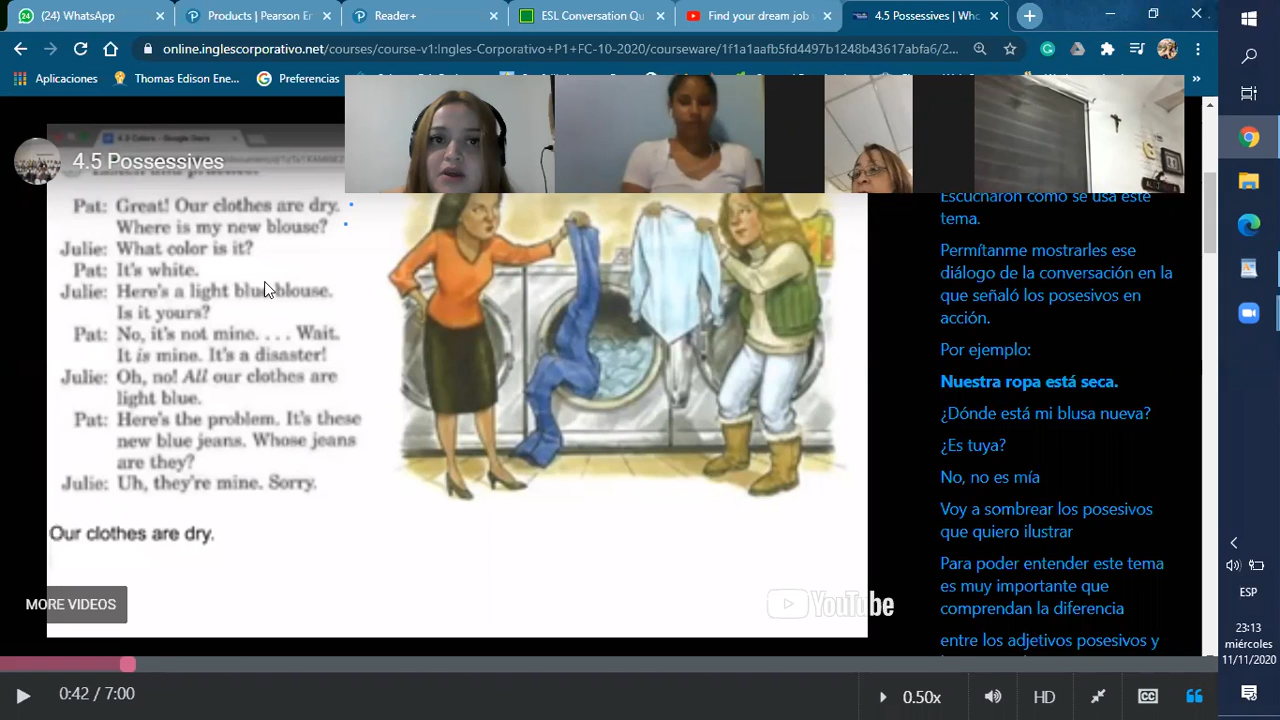 (24) WhatsApp
Products | Pearson En
Reader+
ESL Conversation Qu
Find your dream job
4.5 Possessives | Who
online.inglescorporativo.net/courses/course-v1:Ingles-Corporativo+P1+FC-10-2020/courseware/1f1a1aafb5fd4497b1248b43617abfa6/2...
Aplicaciones
Thomas Edison Ene...
Preferencias
4.3 Colors. - Google Docs
4.5 Possessives
Pat: Great! Our clothes are dry.
Where is my new blouse?
Julie: What color is it?
Pat: It's white.
Julie: Here's a light blue blouse.
Is it yours?
Pat: No, it's not mine. . . . Wait.
It is mine. It's a disaster!
Julie: Oh, no! All our clothes are
light blue.
Pat: Here's the problem. It's these
new blue jeans. Whose jeans
are they?
Julie: Uh, they're mine. Sorry.
Our clothes are dry.
MORE VIDEOS
YouTube
Escucharon como se usa este
tema.
Permítanme mostrarles ese
diálogo de la conversación en la
que señaló los posesivos en
acción.
Por ejemplo:
Nuestra ropa está seca.
¿Dónde está mi blusa nueva?
¿Es tuya?
No, no es mía
Voy a sombrear los posesivos
que quiero ilustrar
Para poder entender este tema
es muy importante que
comprendan la diferencia
entre los adjetivos posesivos y
0:42 / 7:00
0.50x
HD
CC
ESP
23:13
miércoles
11/11/2020